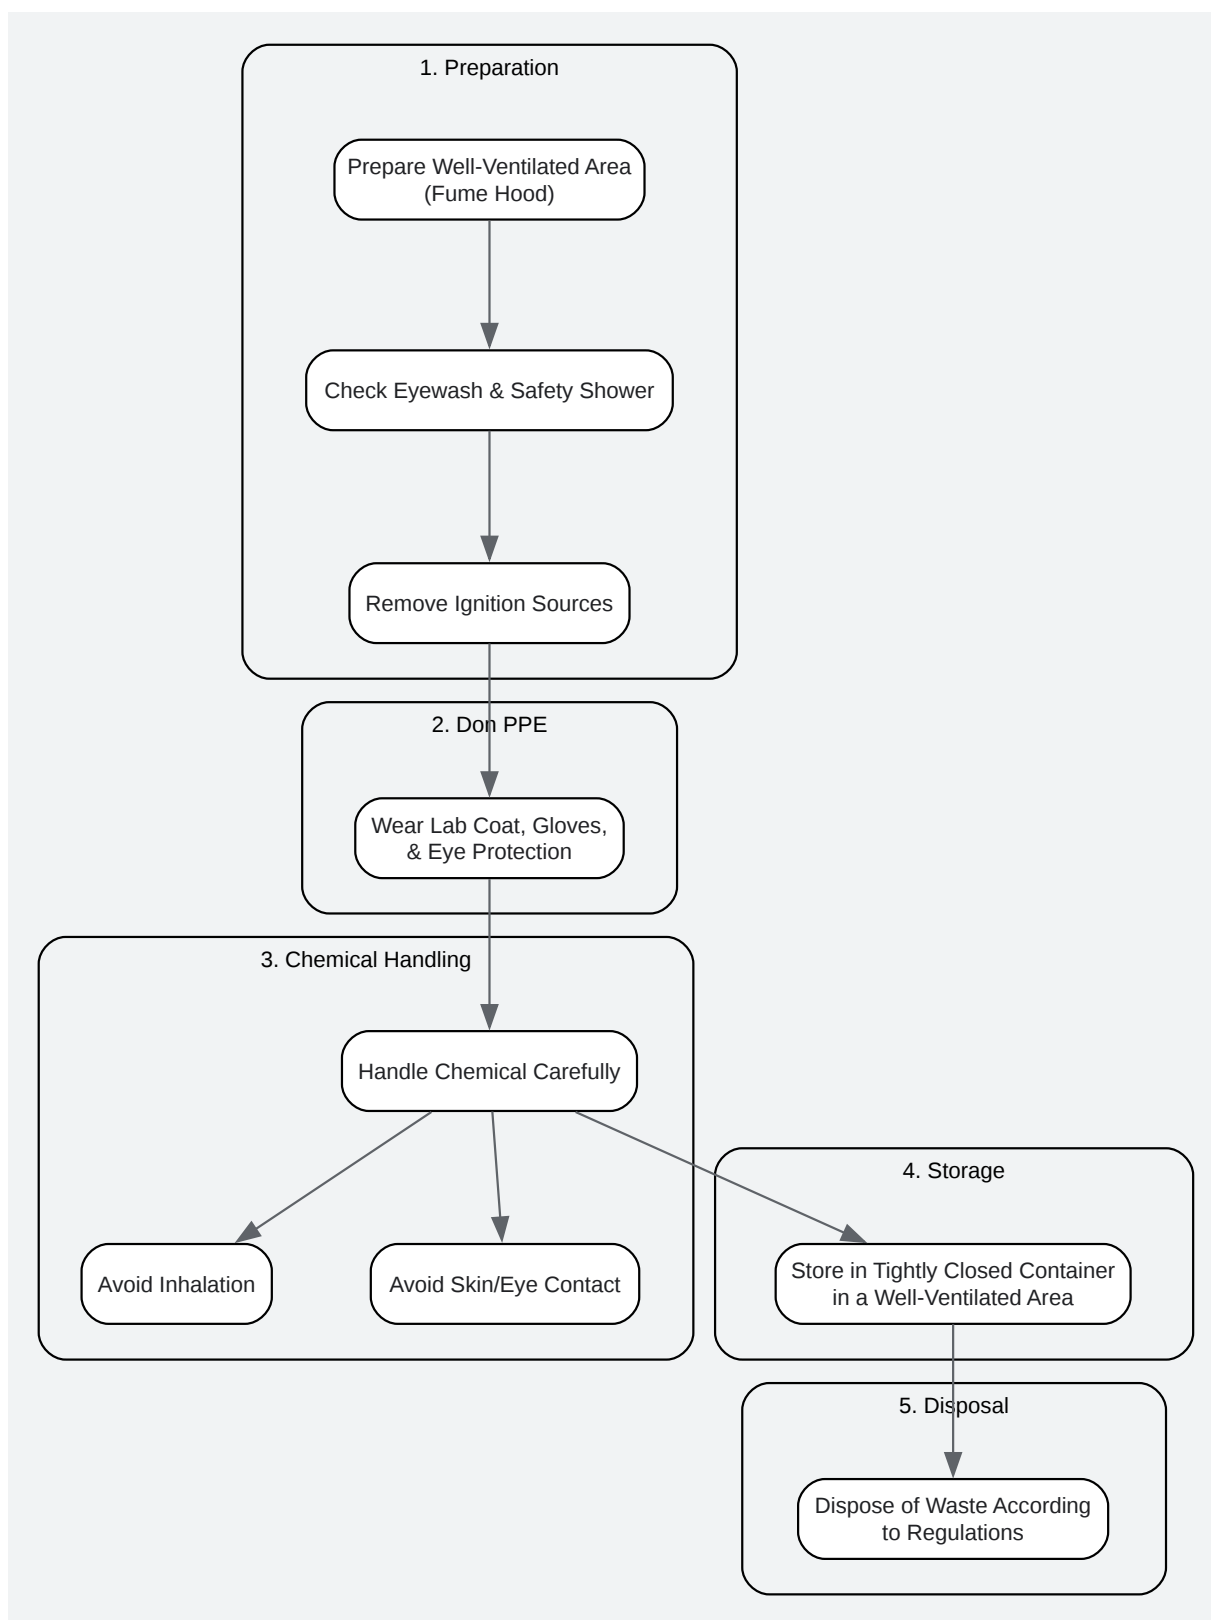 1. Preparation
Prepare Well-Ventilated Area
(Fume Hood)
Check Eyewash & Safety Shower
Remove Ignition Sources
2. Don PPE
Wear Lab Coat, Gloves,
& Eye Protection
3. Chemical Handling
Handle Chemical Carefully
Avoid Inhalation
Avoid Skin/Eye Contact
4. Storage
Store in Tightly Closed Container
in a Well-Ventilated Area
5. Disposal
Dispose of Waste According
to Regulations